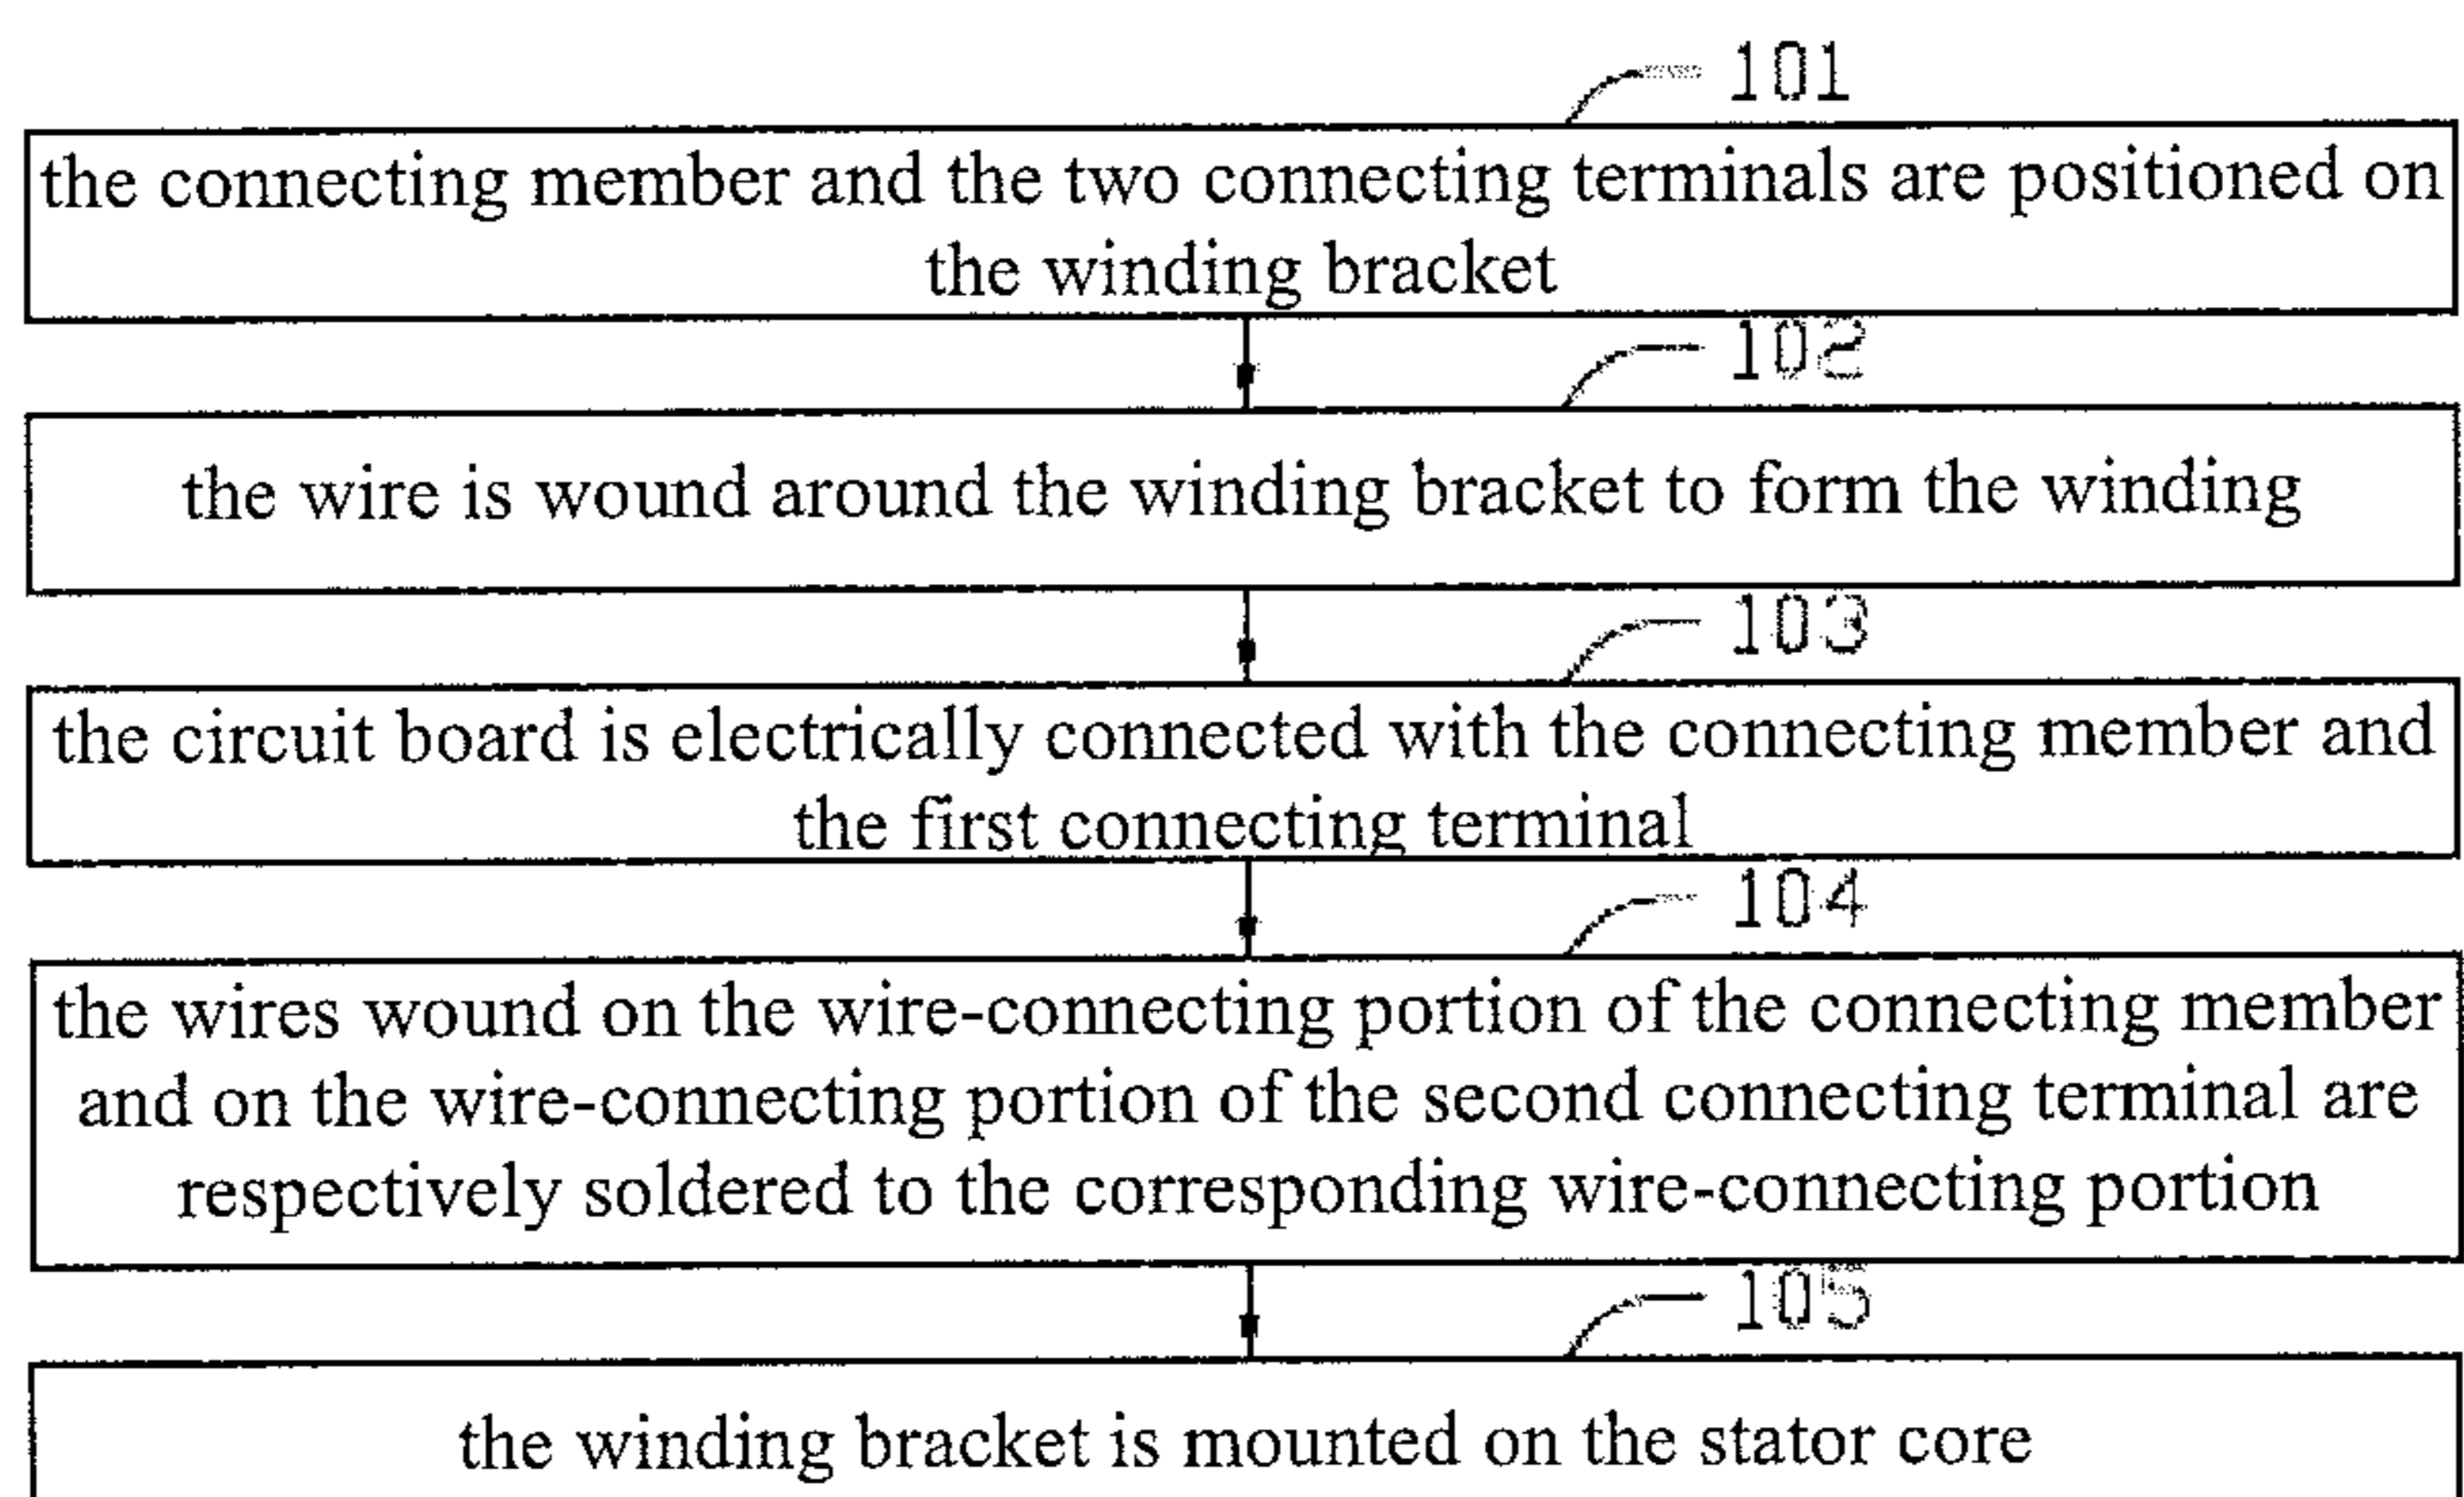 101
the connecting member and the two connecting terminals are positioned on
the winding bracket
102
the wire is wound around the winding bracket to form the winding
103
the circuit board is electrically connected with the connecting member and
the first connecting terminal
104
the wires wound on the wire-connecting portion of the connecting member
and on the wire-connecting portion of the second connecting terminal are
respectively soldered to the corresponding wire-connecting portion
105
the winding bracket is mounted on the stator core